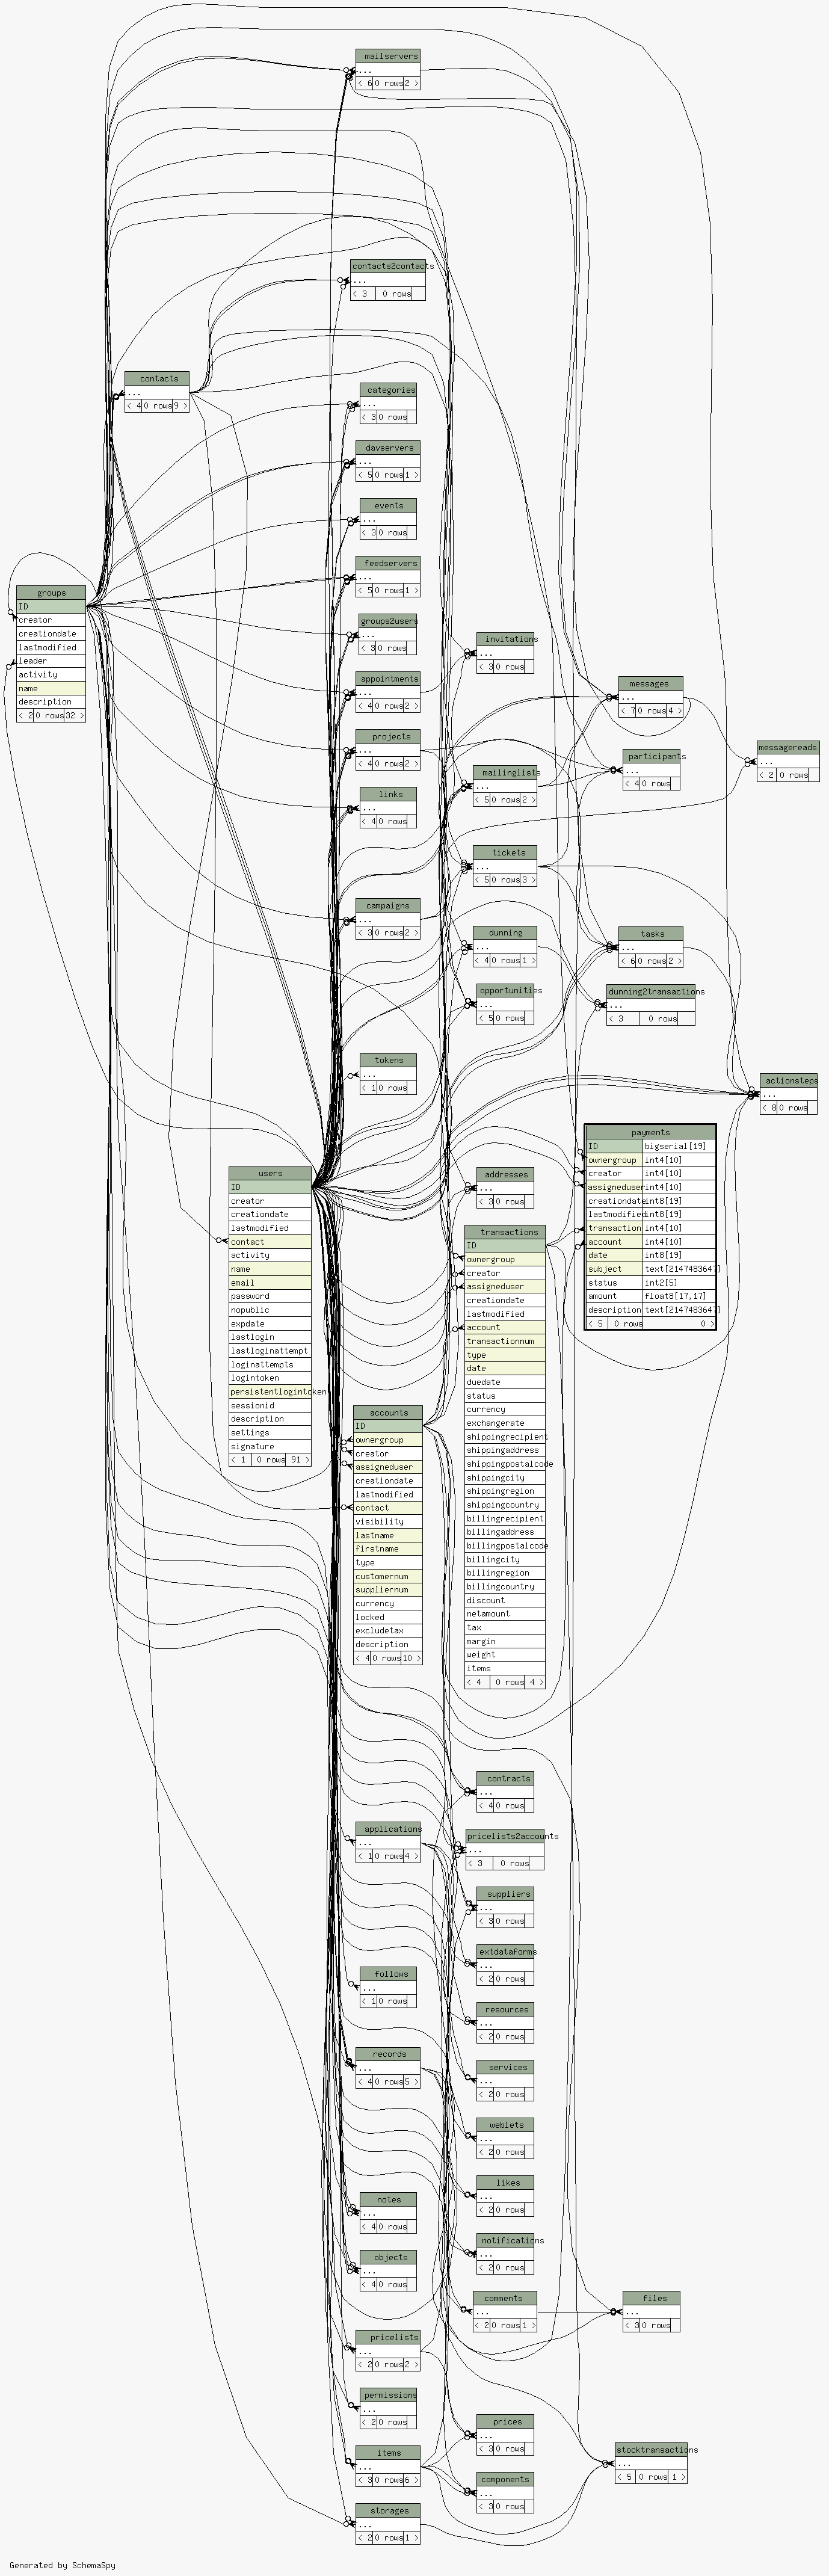 mailservers
...
< 6 0 rows 2 >
contacts2contacts
...
< 3 0 rows
contacts
...
< 4 0 rows 9 >
categories
...
< 3 0 rows
davservers
...
< 5 0 rows 1 >
events
...
< 3 0 rows
feedservers
...
< 5 0 rows 1 >
groups
ID
creator
creationdate
lastmodified
leader
activity
name
description
< 2 0 rows 32 >
groups2users
...
< 3 0 rows
invitations
...
< 3 0 rows
appointments
...
< 4 0 rows 2 >
messages
...
< 7 0 rows 4 >
projects
...
< 4 0 rows 2 >
messagereads
...
< 2 0 rows
participants
...
< 4 0 rows
mailinglists
...
< 5 0 rows 2 >
links
...
< 4 0 rows
tickets
...
< 5 0 rows 3 >
campaigns
...
< 3 0 rows 2 >
dunning
...
< 4 0 rows 1 >
tasks
...
< 6 0 rows 2 >
opportunities
...
< 5 0 rows
dunning2transactions
...
< 3 0 rows
tokens
...
< 1 0 rows
actionsteps
...
< 8 0 rows
payments
ID bigserial[19]
ownergroup int4[10]
creator int4[10]
assigneduser int4[10]
creationdate int8[19]
lastmodified int8[19]
transaction int4[10]
account int4[10]
date int8[19]
subject text[2147483647]
status int2[5]
amount float8[17,17]
description text[2147483647]
< 5 0 rows 0 >
users
ID
creator
creationdate
lastmodified
contact
activity
name
email
password
nopublic
expdate
lastlogin
lastloginattempt
loginattempts
logintoken
persistentlogintoken
sessionid
description
settings
signature
< 1 0 rows 91 >
addresses
...
< 3 0 rows
transactions
ID
ownergroup
creator
assigneduser
creationdate
lastmodified
account
transactionnum
type
date
duedate
status
currency
exchangerate
shippingrecipient
shippingaddress
shippingpostalcode
shippingcity
shippingregion
shippingcountry
billingrecipient
billingaddress
billingpostalcode
billingcity
billingregion
billingcountry
discount
netamount
tax
margin
weight
items
< 4 0 rows 4 >
accounts
ID
ownergroup
creator
assigneduser
creationdate
lastmodified
contact
visibility
lastname
firstname
type
customernum
suppliernum
currency
locked
excludetax
description
< 4 0 rows 10 >
contracts
...
< 4 0 rows
applications
...
< 1 0 rows 4 >
pricelists2accounts
...
< 3 0 rows
suppliers
...
< 3 0 rows
extdataforms
...
< 2 0 rows
follows
...
< 1 0 rows
resources
...
< 2 0 rows
records
...
< 4 0 rows 5 >
services
...
< 2 0 rows
weblets
...
< 2 0 rows
likes
...
< 2 0 rows
notes
...
< 4 0 rows
notifications
...
< 2 0 rows
objects
...
< 4 0 rows
comments
...
< 2 0 rows 1 >
files
...
< 3 0 rows
pricelists
...
< 2 0 rows 2 >
permissions
...
< 2 0 rows
prices
...
< 3 0 rows
items
...
< 3 0 rows 6 >
stocktransactions
...
< 5 0 rows 1 >
components
...
< 3 0 rows
storages
...
< 2 0 rows 1 >
Generated by SchemaSpy